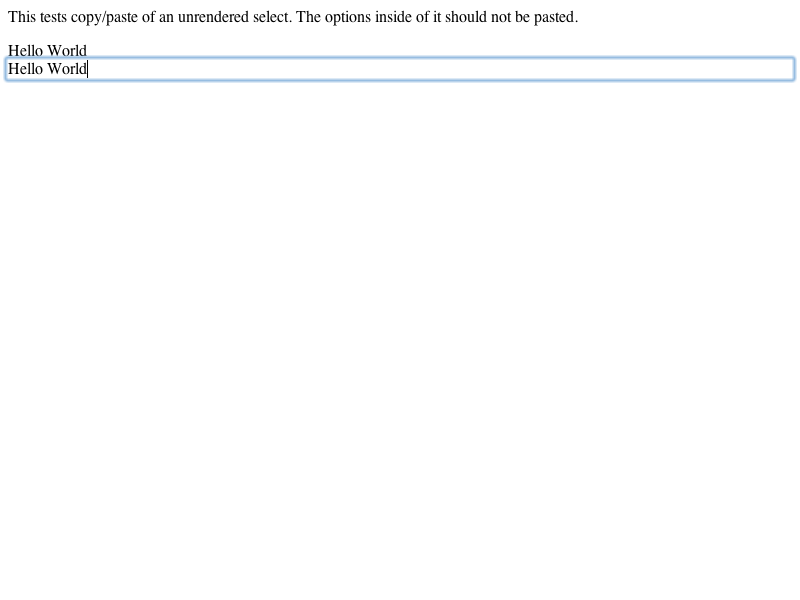 This tests copy/paste of an unrendered select. The options inside of it should not be pasted.
Hello World
Hello World